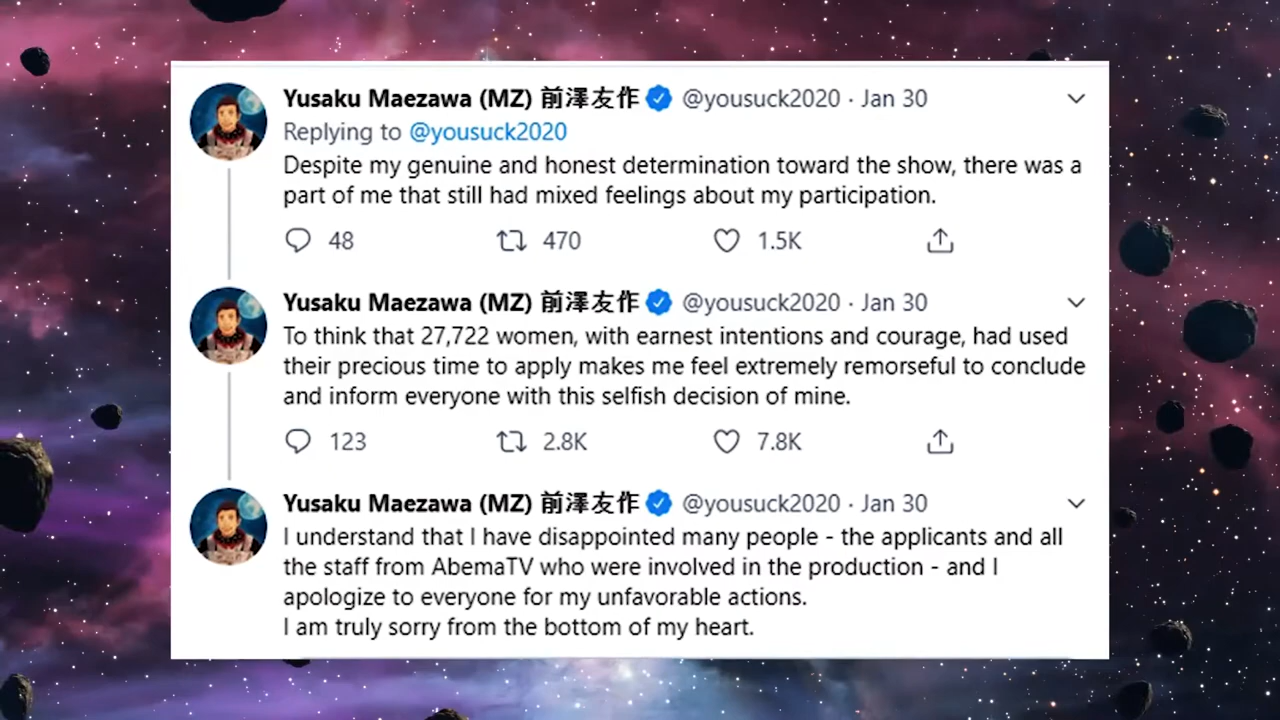 Yusaku Maezawa (MZ) 前澤友作 @yousuck2020 · Jan 30
Replying to @yousuck2020
Despite my genuine and honest determination toward the show, there was a
part of me that still had mixed feelings about my participation.
48 470 1.5K
Yusaku Maezawa (MZ) 前澤友作 @yousuck2020 · Jan 30
To think that 27,722 women, with earnest intentions and courage, had used
their precious time to apply makes me feel extremely remorseful to conclude
and inform everyone with this selfish decision of mine.
123 2.8K 7.8K
Yusaku Maezawa (MZ) 前澤友作 @yousuck2020 · Jan 30
I understand that I have disappointed many people - the applicants and all
the staff from AbemaTV who were involved in the production - and I
apologize to everyone for my unfavorable actions.
I am truly sorry from the bottom of my heart.